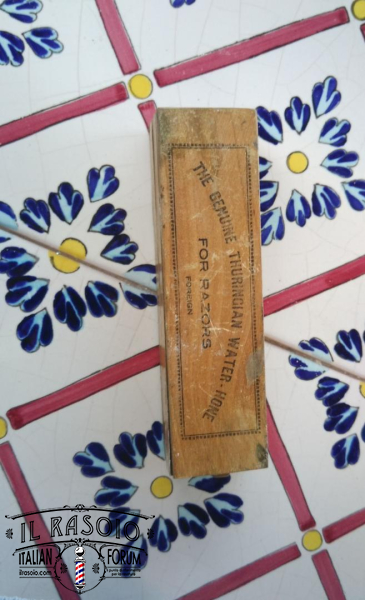 THE GENUINE THURINGIAN WATER-HONE
FOR RAZORS
FOREIGN
IL RASOIO
ITALIAN FORUM
ilrasoio.com